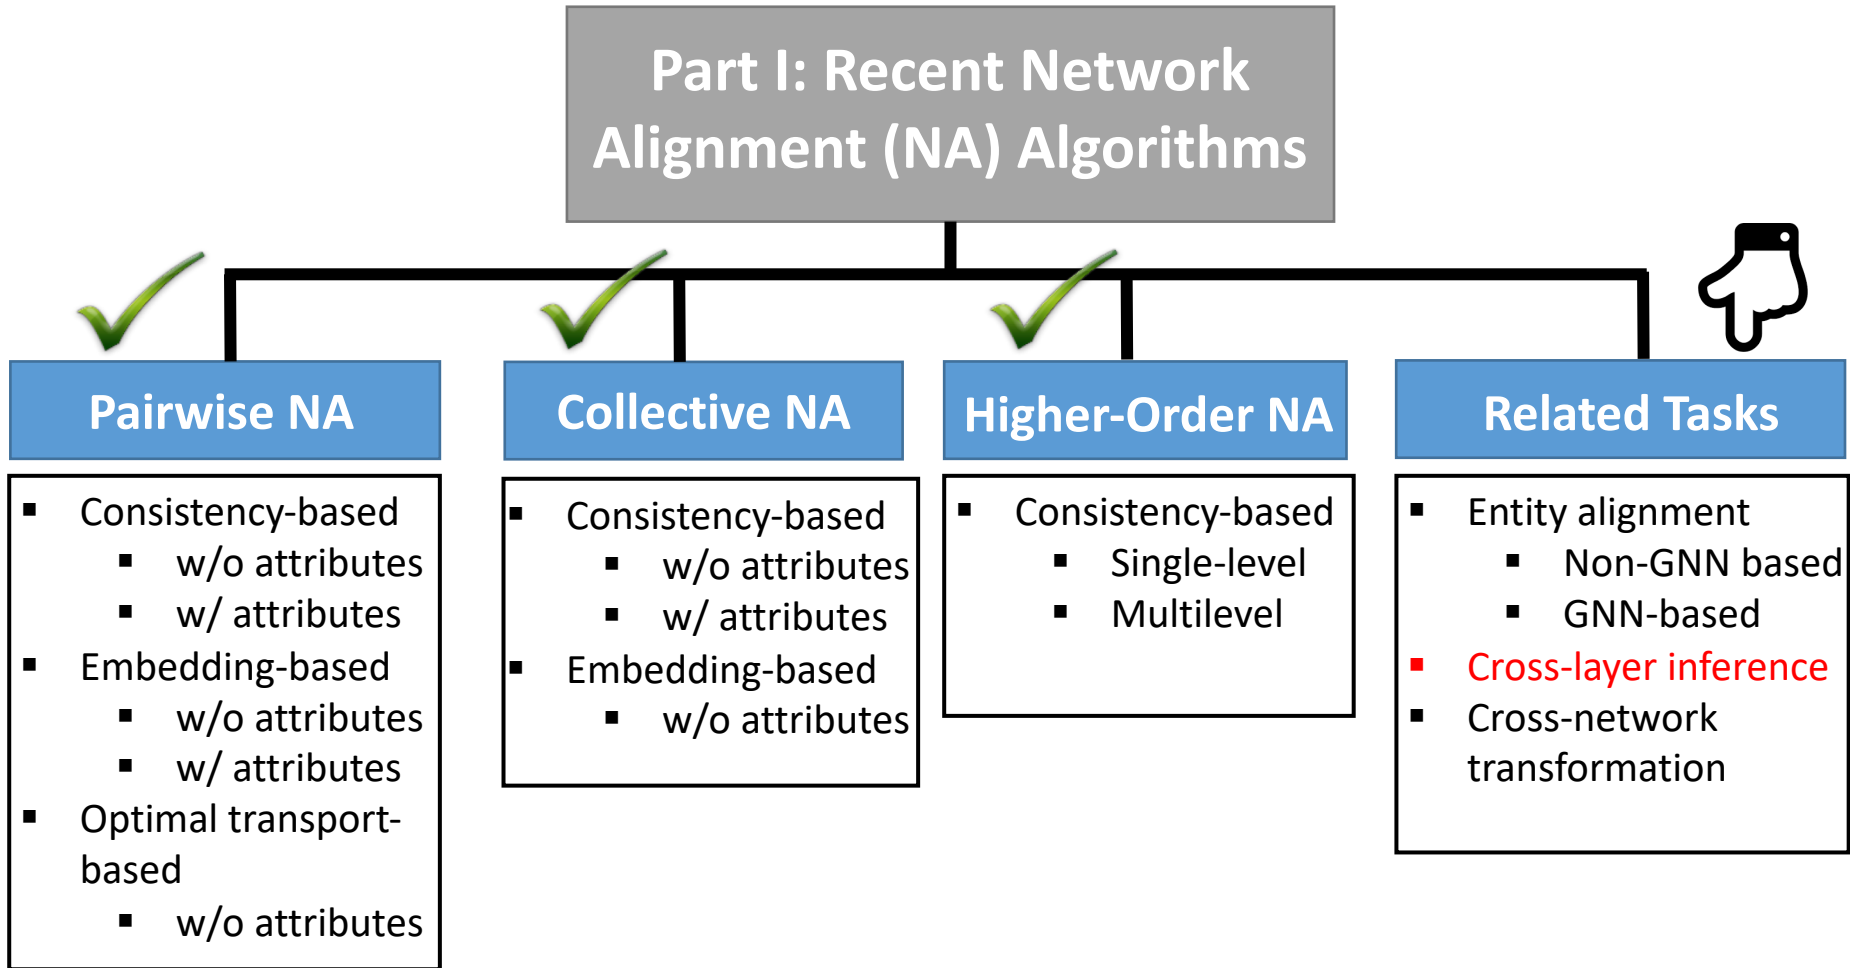 Part I: Recent Network
Alignment (NA) Algorithms
Pairwise NA
Consistency-based
w/o attributes
w/ attributes
Embedding-based
w/o attributes
w/ attributes
Optimal transport-
based
w/o attributes
Collective NA
Consistency-based
w/o attributes
w/ attributes
Embedding-based
w/o attributes
Higher-Order NA
Consistency-based
Single-level
Multilevel
Related Tasks
Entity alignment
Non-GNN based
GNN-based
Cross-layer inference
Cross-network
transformation